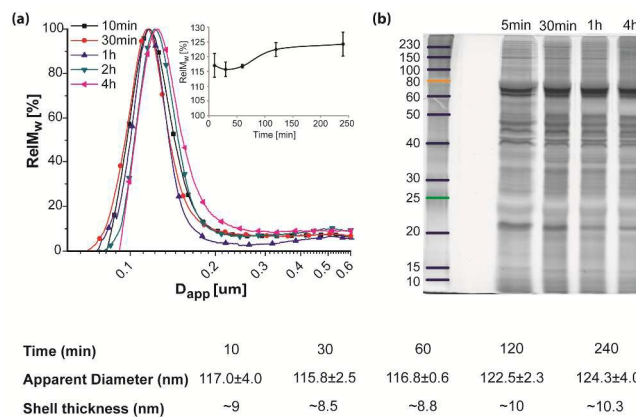 (a)
10min
30min
1h
2h
4h
RelMw [%]
100
80
60
40
20
0
0.1
0.2
0.3
0.4
0.5
0.6
Dapp [um]
RelMw [%]
130
125
120
115
110
105
100
0
50
100
150
200
250
Time [min]
(b)
5min 30min 1h 4h
230
150
100
80
60
50
40
30
25
20
15
10
Time (min) 10 30 60 120 240
Apparent Diameter (nm) 117.0±4.0 115.8±2.5 116.8±0.6 122.5±2.3 124.3±4.0
Shell thickness (nm) ~9 ~8.5 ~8.8 ~10 ~10.3